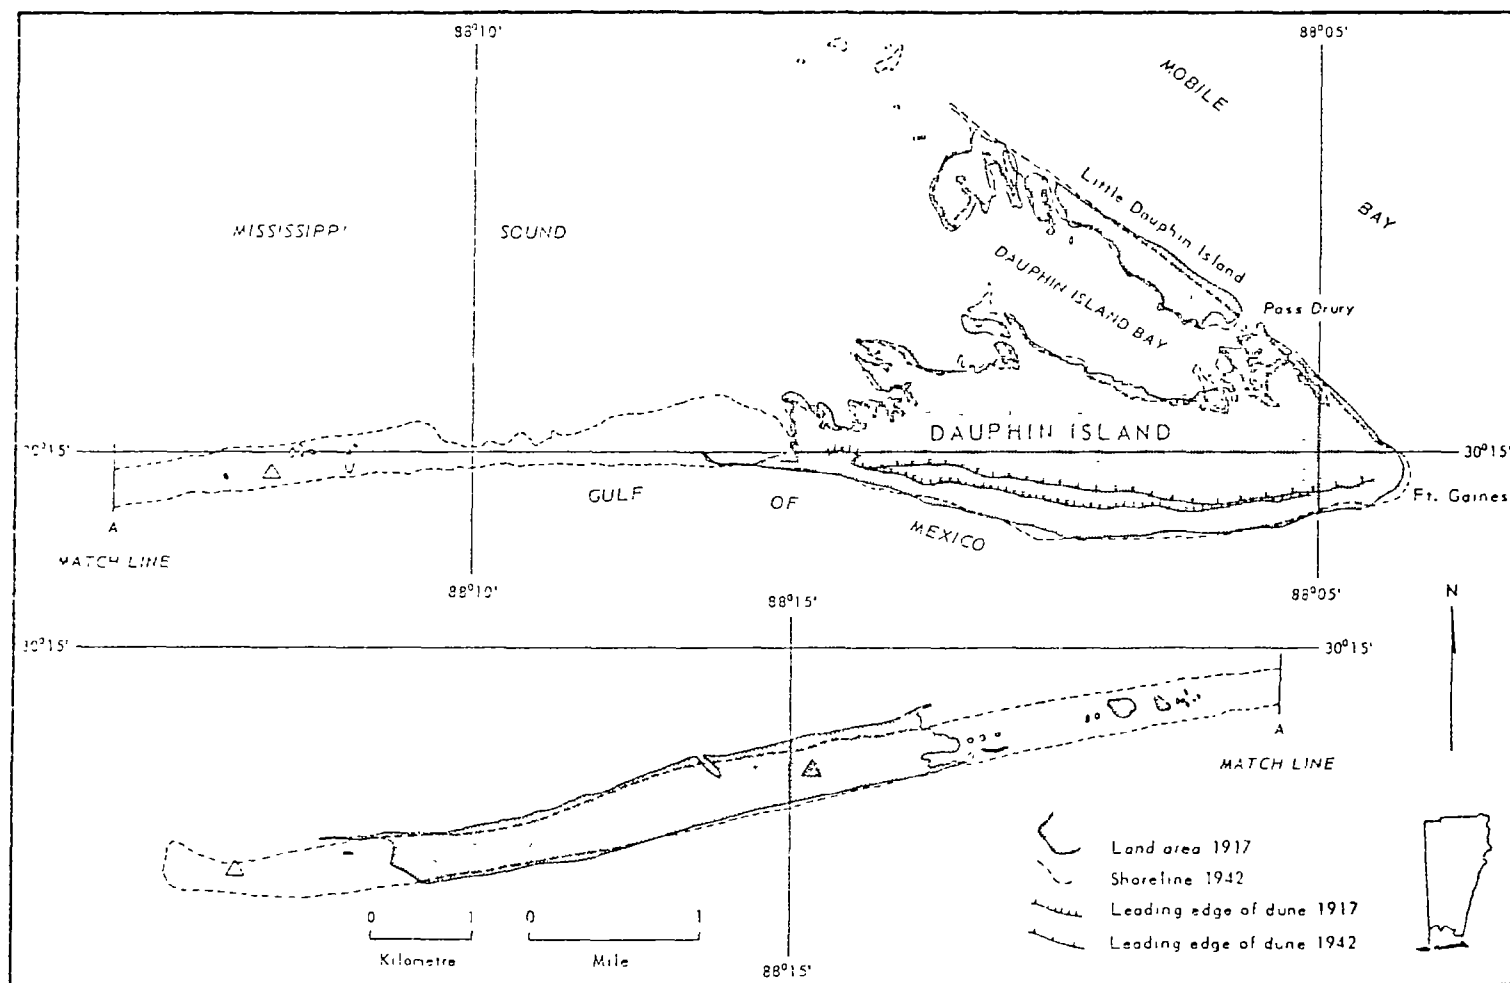 88°10'
88°05'
MOBILE
BAY
Little Dauphin Island
MISSISSIPPI
SOUND
DAUPHIN ISLAND BAY
Pass Drury
DAUPHIN ISLAND
30°15'
30°15'
GULF
OF
MEXICO
Ft. Gaines
A
MATCH LINE
88°10'
88°15'
88°05'
N
30°15'
30°15'
A
MATCH LINE
Land area 1917
Shoreline 1942
Leading edge of dune 1917
Leading edge of dune 1942
0 1
Kilometre
0 1
Mile
88°15'